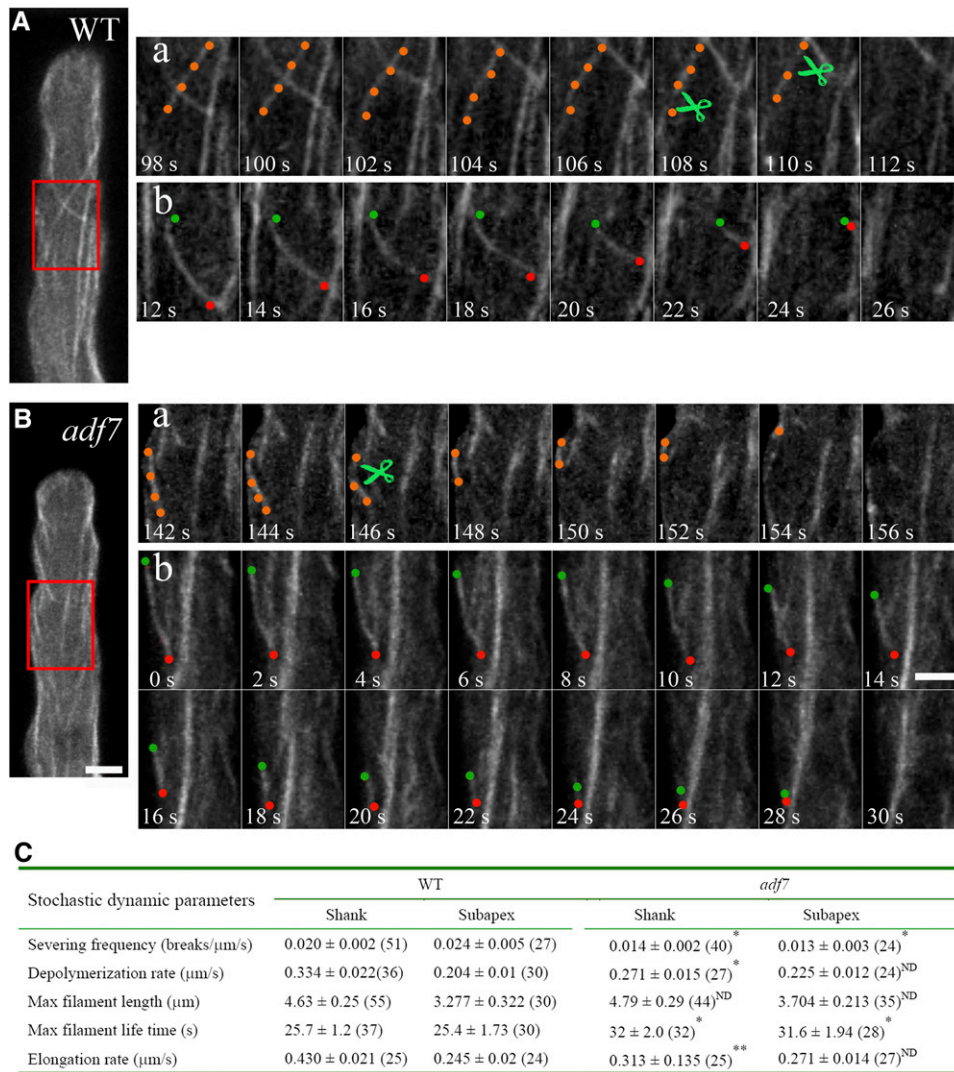 A WT
a
98 s 100 s 102 s 104 s 106 s 108 s 110 s 112 s
b
12 s 14 s 16 s 18 s 20 s 22 s 24 s 26 s
B adf7
a
142 s 144 s 146 s 148 s 150 s 152 s 154 s 156 s
b
0 s 2 s 4 s 6 s 8 s 10 s 12 s 14 s
16 s 18 s 20 s 22 s 24 s 26 s 28 s 30 s
C
Stochastic dynamic parameters WT adf7
Shank Subapex Shank Subapex
Severing frequency (breaks/μm/s) 0.020 ± 0.002 (51) 0.024 ± 0.005 (27) 0.014 ± 0.002 (40)* 0.013 ± 0.003 (24)*
Depolymerization rate (μm/s) 0.334 ± 0.022(36) 0.204 ± 0.01 (30) 0.271 ± 0.015 (27)* 0.225 ± 0.012 (24)ND
Max filament length (μm) 4.63 ± 0.25 (55) 3.277 ± 0.322 (30) 4.79 ± 0.29 (44)ND 3.704 ± 0.213 (35)ND
Max filament life time (s) 25.7 ± 1.2 (37) 25.4 ± 1.73 (30) 32 ± 2.0 (32)* 31.6 ± 1.94 (28)*
Elongation rate (μm/s) 0.430 ± 0.021 (25) 0.245 ± 0.02 (24) 0.313 ± 0.135 (25)** 0.271 ± 0.014 (27)ND